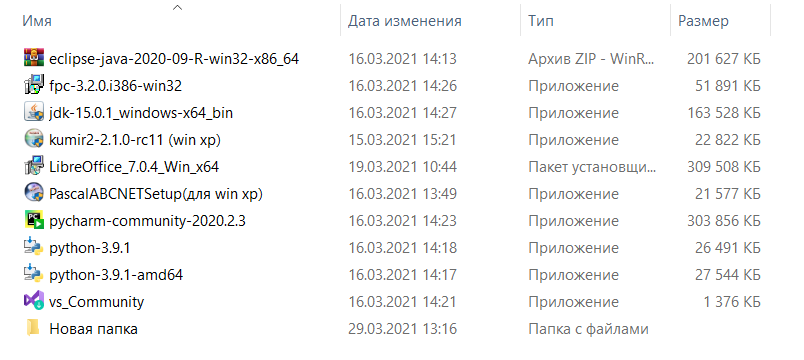 Имя Дата изменения Тип Размер
eclipse-java-2020-09-R-win32-x86_64 16.03.2021 14:13 Архив ZIP - WinR... 201 627 КБ
fpc-3.2.0.i386-win32 16.03.2021 14:26 Приложение 51 891 КБ
jdk-15.0.1_windows-x64_bin 16.03.2021 14:27 Приложение 163 528 КБ
kumir2-2.1.0-rc11 (win xp) 15.03.2021 15:21 Приложение 22 822 КБ
LibreOffice_7.0.4_Win_x64 19.03.2021 10:44 Пакет установщи... 309 508 КБ
PascalABCNETSetup(для win xp) 16.03.2021 13:49 Приложение 21 577 КБ
pycharm-community-2020.2.3 16.03.2021 14:23 Приложение 303 856 КБ
python-3.9.1 16.03.2021 14:18 Приложение 26 491 КБ
python-3.9.1-amd64 16.03.2021 14:17 Приложение 27 544 КБ
vs_Community 16.03.2021 14:21 Приложение 1 376 КБ
Новая папка 29.03.2021 13:16 Папка с файлами